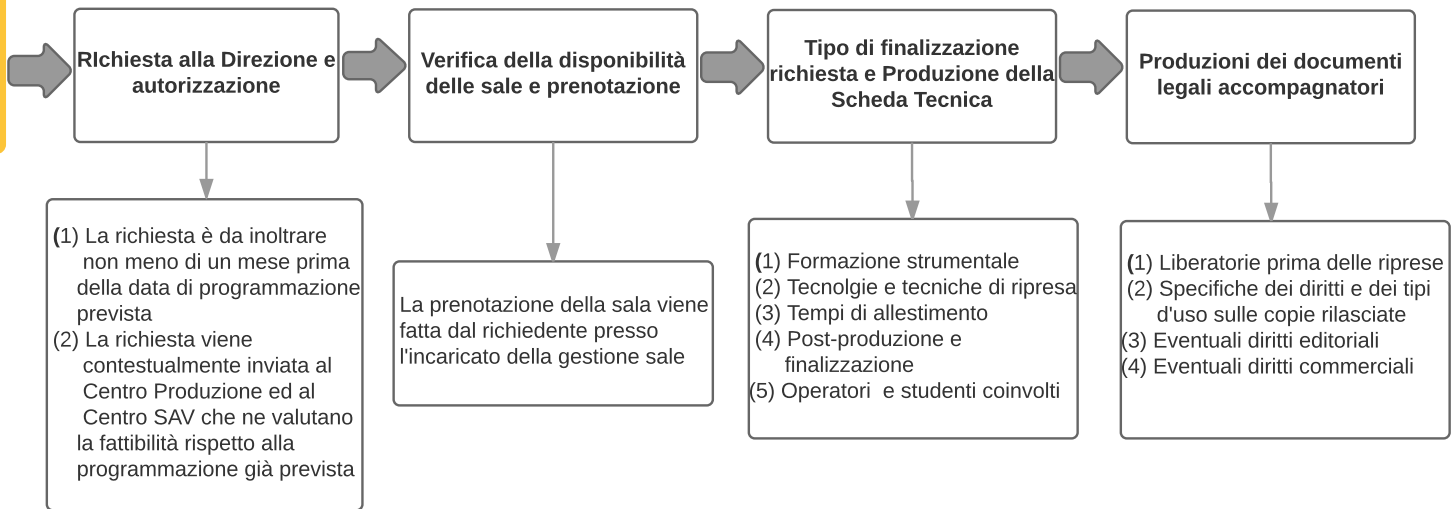 RIchiesta alla Direzione e
autorizzazione
Verifica della disponibilità
delle sale e prenotazione
Tipo di finalizzazione
richiesta e Produzione della
Scheda Tecnica
Produzioni dei documenti
legali accompagnatori
(1) La richiesta è da inoltrare
non meno di un mese prima
della data di programmazione
prevista
(2) La richiesta viene
contestualmente inviata al
Centro Produzione ed al
Centro SAV che ne valutano
la fattibilità rispetto alla
programmazione già prevista
La prenotazione della sala viene
fatta dal richiedente presso
l'incaricato della gestione sale
(1) Formazione strumentale
(2) Tecnolgie e tecniche di ripresa
(3) Tempi di allestimento
(4) Post-produzione e
finalizzazione
(5) Operatori  e studenti coinvolti
(1) Liberatorie prima delle riprese
(2) Specifiche dei diritti e dei tipi
d'uso sulle copie rilasciate
(3) Eventuali diritti editoriali
(4) Eventuali diritti commerciali